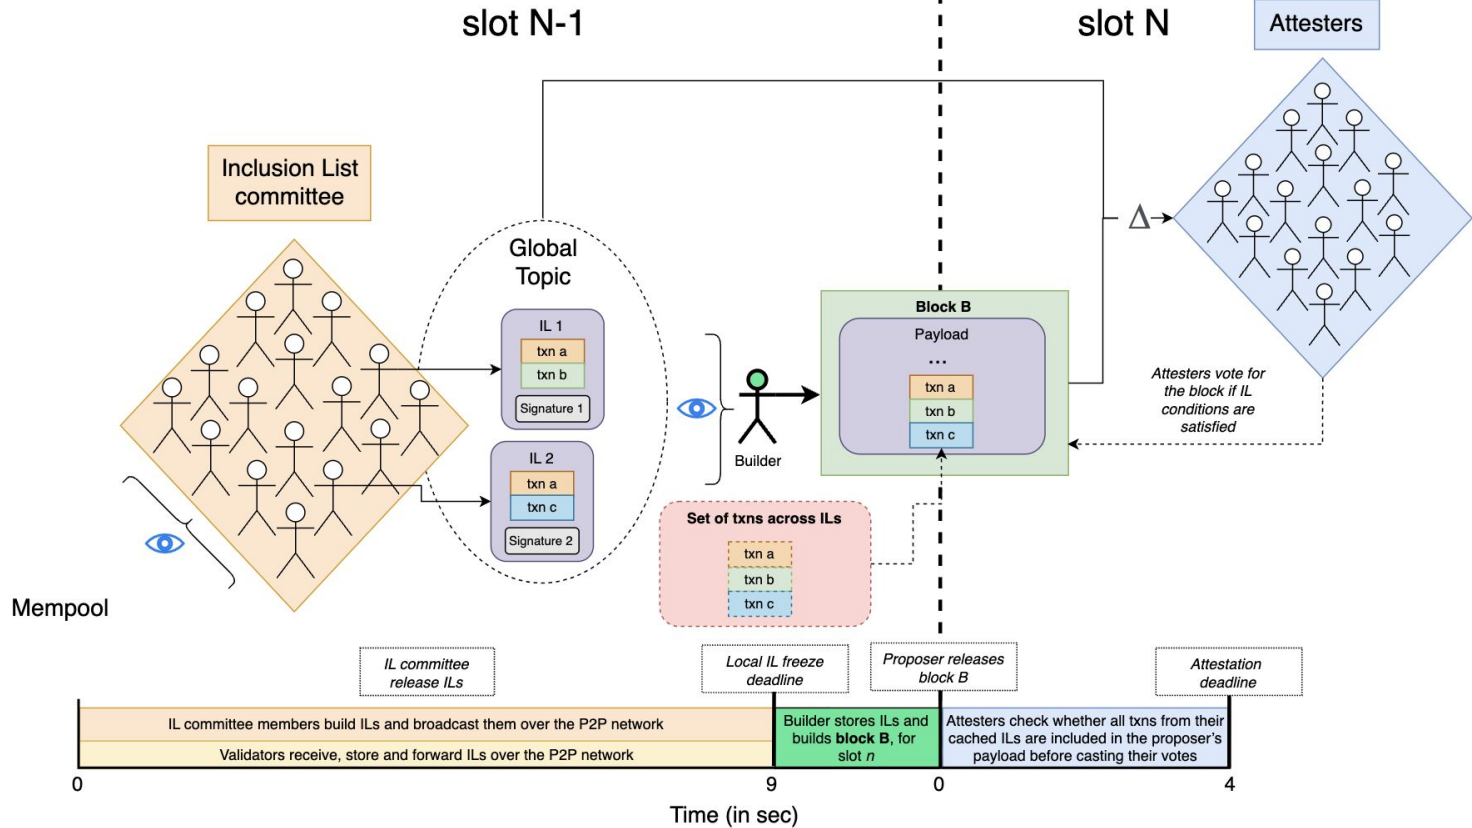 slot N-1
slot N
Attesters
Inclusion List
committee
Global
Topic
IL 1
txn a
txn b
Signature 1
IL 2
txn a
txn c
Signature 2
Builder
Block B
Payload
...
txn a
txn b
txn c
Δ
Attesters vote for
the block if IL
conditions are
satisfied
Set of txns across ILs
txn a
txn b
txn c
Mempool
IL committee
release ILs
Local IL freeze
deadline
Proposer releases
block B
Attestation
deadline
IL committee members build ILs and broadcast them over the P2P network
Validators receive, store and forward ILs over the P2P network
Builder stores ILs and
builds block B, for
slot n
Attesters check whether all txns from their
cached ILs are included in the proposer's
payload before casting their votes
0
9
0
4
Time (in sec)